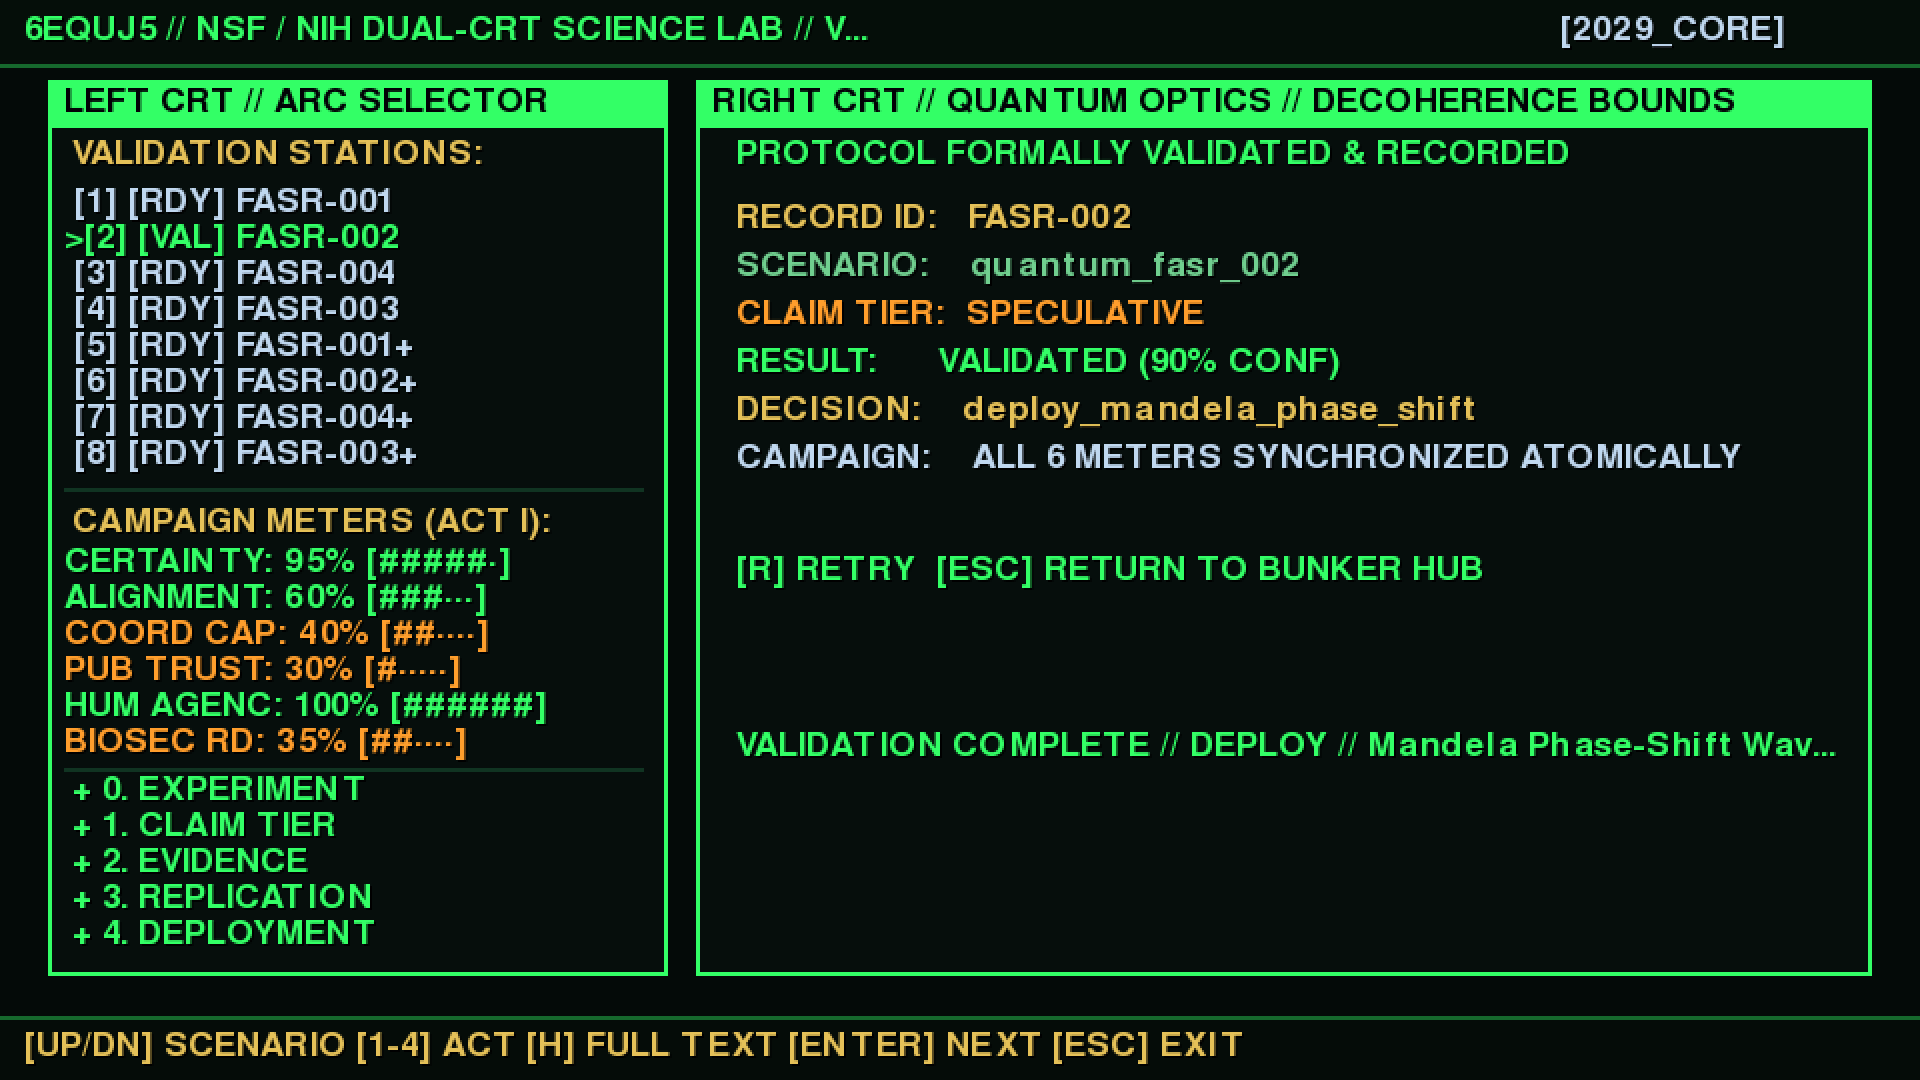 6EQUJ5 // NSF / NIH DUAL-CRT SCIENCE LAB // V...
[2029_CORE]
LEFT CRT // ARC SELECTOR
VALIDATION STATIONS:
[1] [RDY] FASR-001
>[2] [VAL] FASR-002
[3] [RDY] FASR-004
[4] [RDY] FASR-003
[5] [RDY] FASR-001+
[6] [RDY] FASR-002+
[7] [RDY] FASR-004+
[8] [RDY] FASR-003+
CAMPAIGN METERS (ACT I):
CERTAINTY: 95% [#####·]
ALIGNMENT: 60% [###···]
COORD CAP: 40% [##····]
PUB TRUST: 30% [#·····]
HUM AGENC: 100% [######]
BIOSEC RD: 35% [##····]
+ 0. EXPERIMENT
+ 1. CLAIM TIER
+ 2. EVIDENCE
+ 3. REPLICATION
+ 4. DEPLOYMENT
RIGHT CRT // QUANTUM OPTICS // DECOHERENCE BOUNDS
PROTOCOL FORMALLY VALIDATED & RECORDED
RECORD ID: FASR-002
SCENARIO: quantum_fasr_002
CLAIM TIER: SPECULATIVE
RESULT: VALIDATED (90% CONF)
DECISION: deploy_mandela_phase_shift
CAMPAIGN: ALL 6 METERS SYNCHRONIZED ATOMICALLY
[R] RETRY [ESC] RETURN TO BUNKER HUB
VALIDATION COMPLETE // DEPLOY // Mandela Phase-Shift Wav...
[UP/DN] SCENARIO [1-4] ACT [H] FULL TEXT [ENTER] NEXT [ESC] EXIT